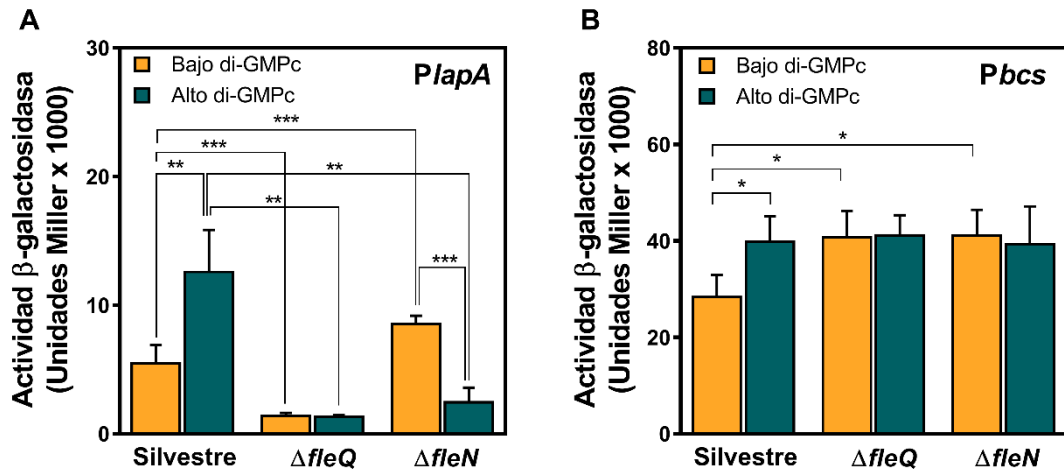 A
Actividad β-galactosidasa
(Unidades Miller x 1000)
30
20
10
0
Bajo di-GMPc
Alto di-GMPc
PlapA
***
***
**
**
**
***
Silvestre
ΔfleQ
ΔfleN
B
Actividad β-galactosidasa
(Unidades Miller x 1000)
80
60
40
20
0
Bajo di-GMPc
Alto di-GMPc
Pbcs
*
*
*
Silvestre
ΔfleQ
ΔfleN